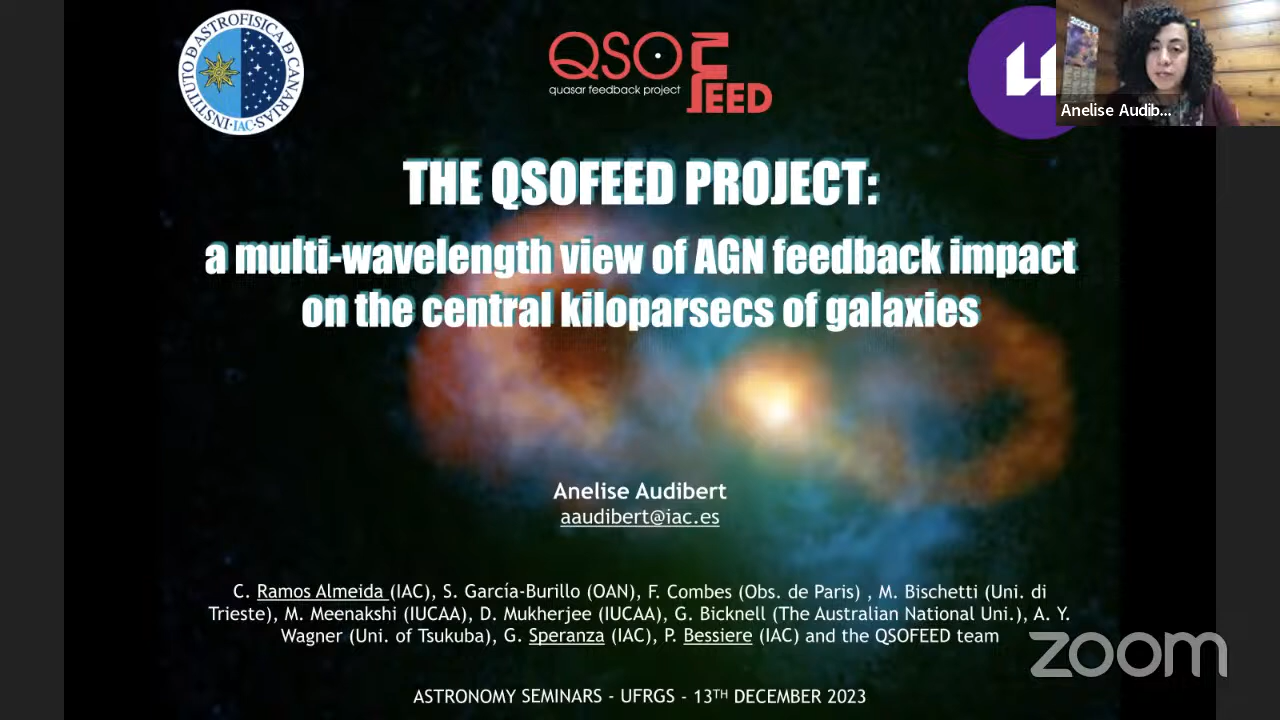 INSTITUTO D ASTROFISICA D CANARIAS
·IAC·
QSO FEED
quasar feedback project
2023
Anelise Audib...
THE QSOFEED PROJECT:
a multi-wavelength view of AGN feedback impact
on the central kiloparsecs of galaxies
Anelise Audibert
aaudibert@iac.es
C. Ramos Almeida (IAC), S. García-Burillo (OAN), F. Combes (Obs. de Paris) , M. Bischetti (Uni. di
Trieste), M. Meenakshi (IUCAA), D. Mukherjee (IUCAA), G. Bicknell (The Australian National Uni.), A. Y.
Wagner (Uni. of Tsukuba), G. Speranza (IAC), P. Bessiere (IAC) and the QSOFEED team
zoom
ASTRONOMY SEMINARS - UFRGS - 13TH DECEMBER 2023